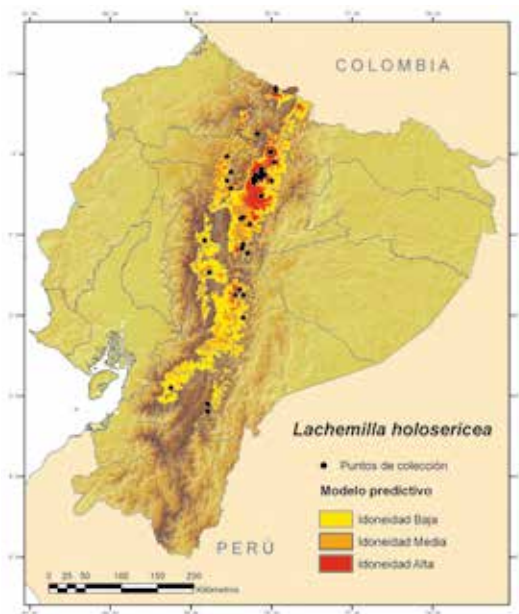 COLOMBIA
Lachemilla holosericea
Puntos de colección
Modelo predictivo
Idoneidad Baja
Idoneidad Media
Idoneidad Alta
PERÚ
0 25 50 100 150 200
Kilómetros